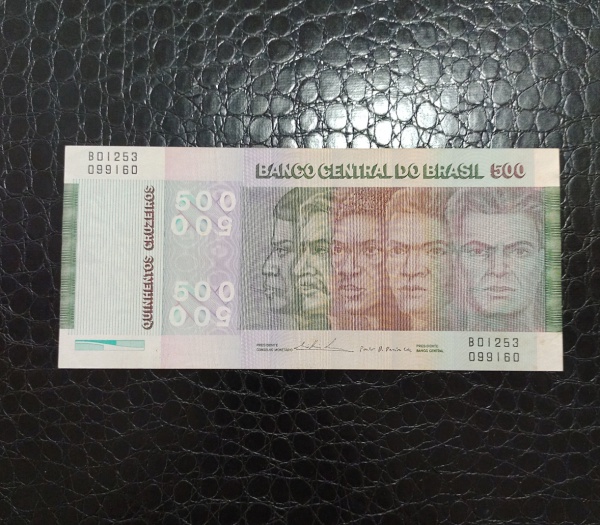 B01253
099160
BANCO CENTRAL DO BRASIL 500
QUINHENTOS CRUZEIROS
500
500
500
500
PRESIDENTE
CONSELHO MONETÁRIO
PRESIDENTE
BANCO CENTRAL
B01253
099160